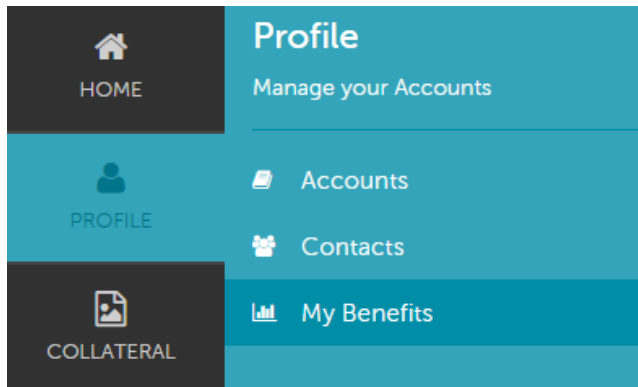 HOME
PROFILE
COLLATERAL
Profile
Manage your Accounts
Accounts
Contacts
My Benefits